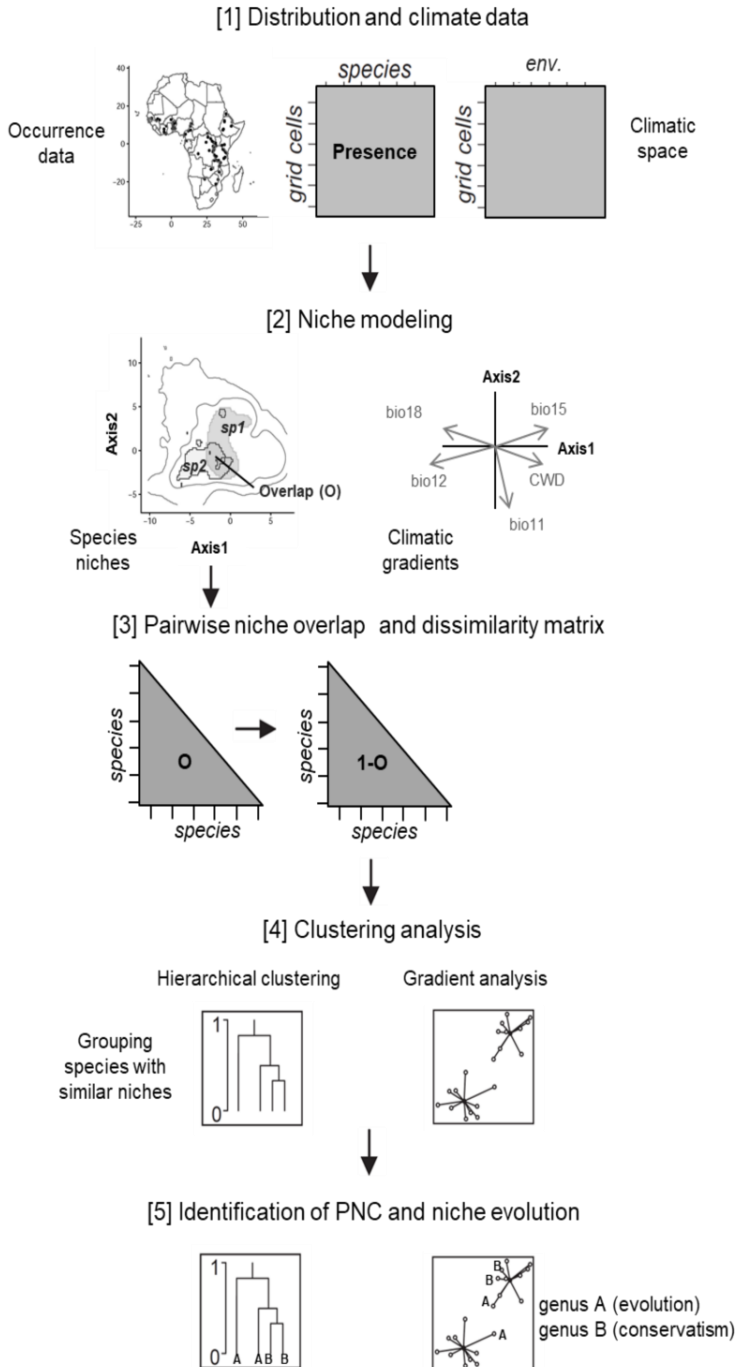 [1] Distribution and climate data
Occurrence
data
40
20
0
-20
-25
0
25
50
species
grid cells
Presence
env.
grid cells
Climatic
space
[2] Niche modeling
Axis2
10
5
0
-5
-10
-5
0
5
sp1
sp2
Overlap (O)
Species
niches
Axis1
Axis2
bio18
bio15
Axis1
bio12
CWD
bio11
Climatic
gradients
[3] Pairwise niche overlap and dissimilarity matrix
species
O
species
species
1-O
species
[4] Clustering analysis
Hierarchical clustering
Gradient analysis
Grouping
species with
similar niches
1
0
[5] Identification of PNC and niche evolution
1
0
A A B B
B
B
A
A
genus A (evolution)
genus B (conservatism)